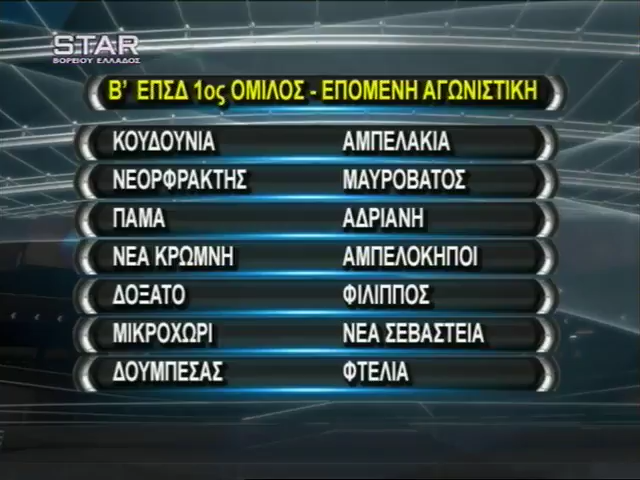 STAR
ΒΟΡΕΙΟΥ ΕΛΛΑΔΟΣ
Β' ΕΠΣΔ 1ος ΟΜΙΛΟΣ - ΕΠΟΜΕΝΗ ΑΓΩΝΙΣΤΙΚΗ
ΚΟΥΔΟΥΝΙΑ ΑΜΠΕΛΑΚΙΑ
ΝΕΟΡΦΡΑΚΤΗΣ ΜΑΥΡΟΒΑΤΟΣ
ΠΑΜΑ ΑΔΡΙΑΝΗ
ΝΕΑ ΚΡΩΜΝΗ ΑΜΠΕΛΟΚΗΠΟΙ
ΔΟΞΑΤΟ ΦΙΛΙΠΠΟΣ
ΜΙΚΡΟΧΩΡΙ ΝΕΑ ΣΕΒΑΣΤΕΙΑ
ΔΟΥΜΠΕΣΑΣ ΦΤΕΛΙΑ